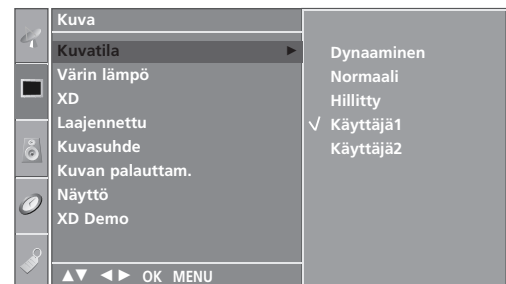 Kuva
Kuvatila ►
Värin lämpö
XD
Laajennettu
Kuvasuhde
Kuvan palauttam.
Näyttö
XD Demo
▲▼ ◄► OK MENU
Dynaaminen
Normaali
Hillitty
√ Käyttäjä1
Käyttäjä2